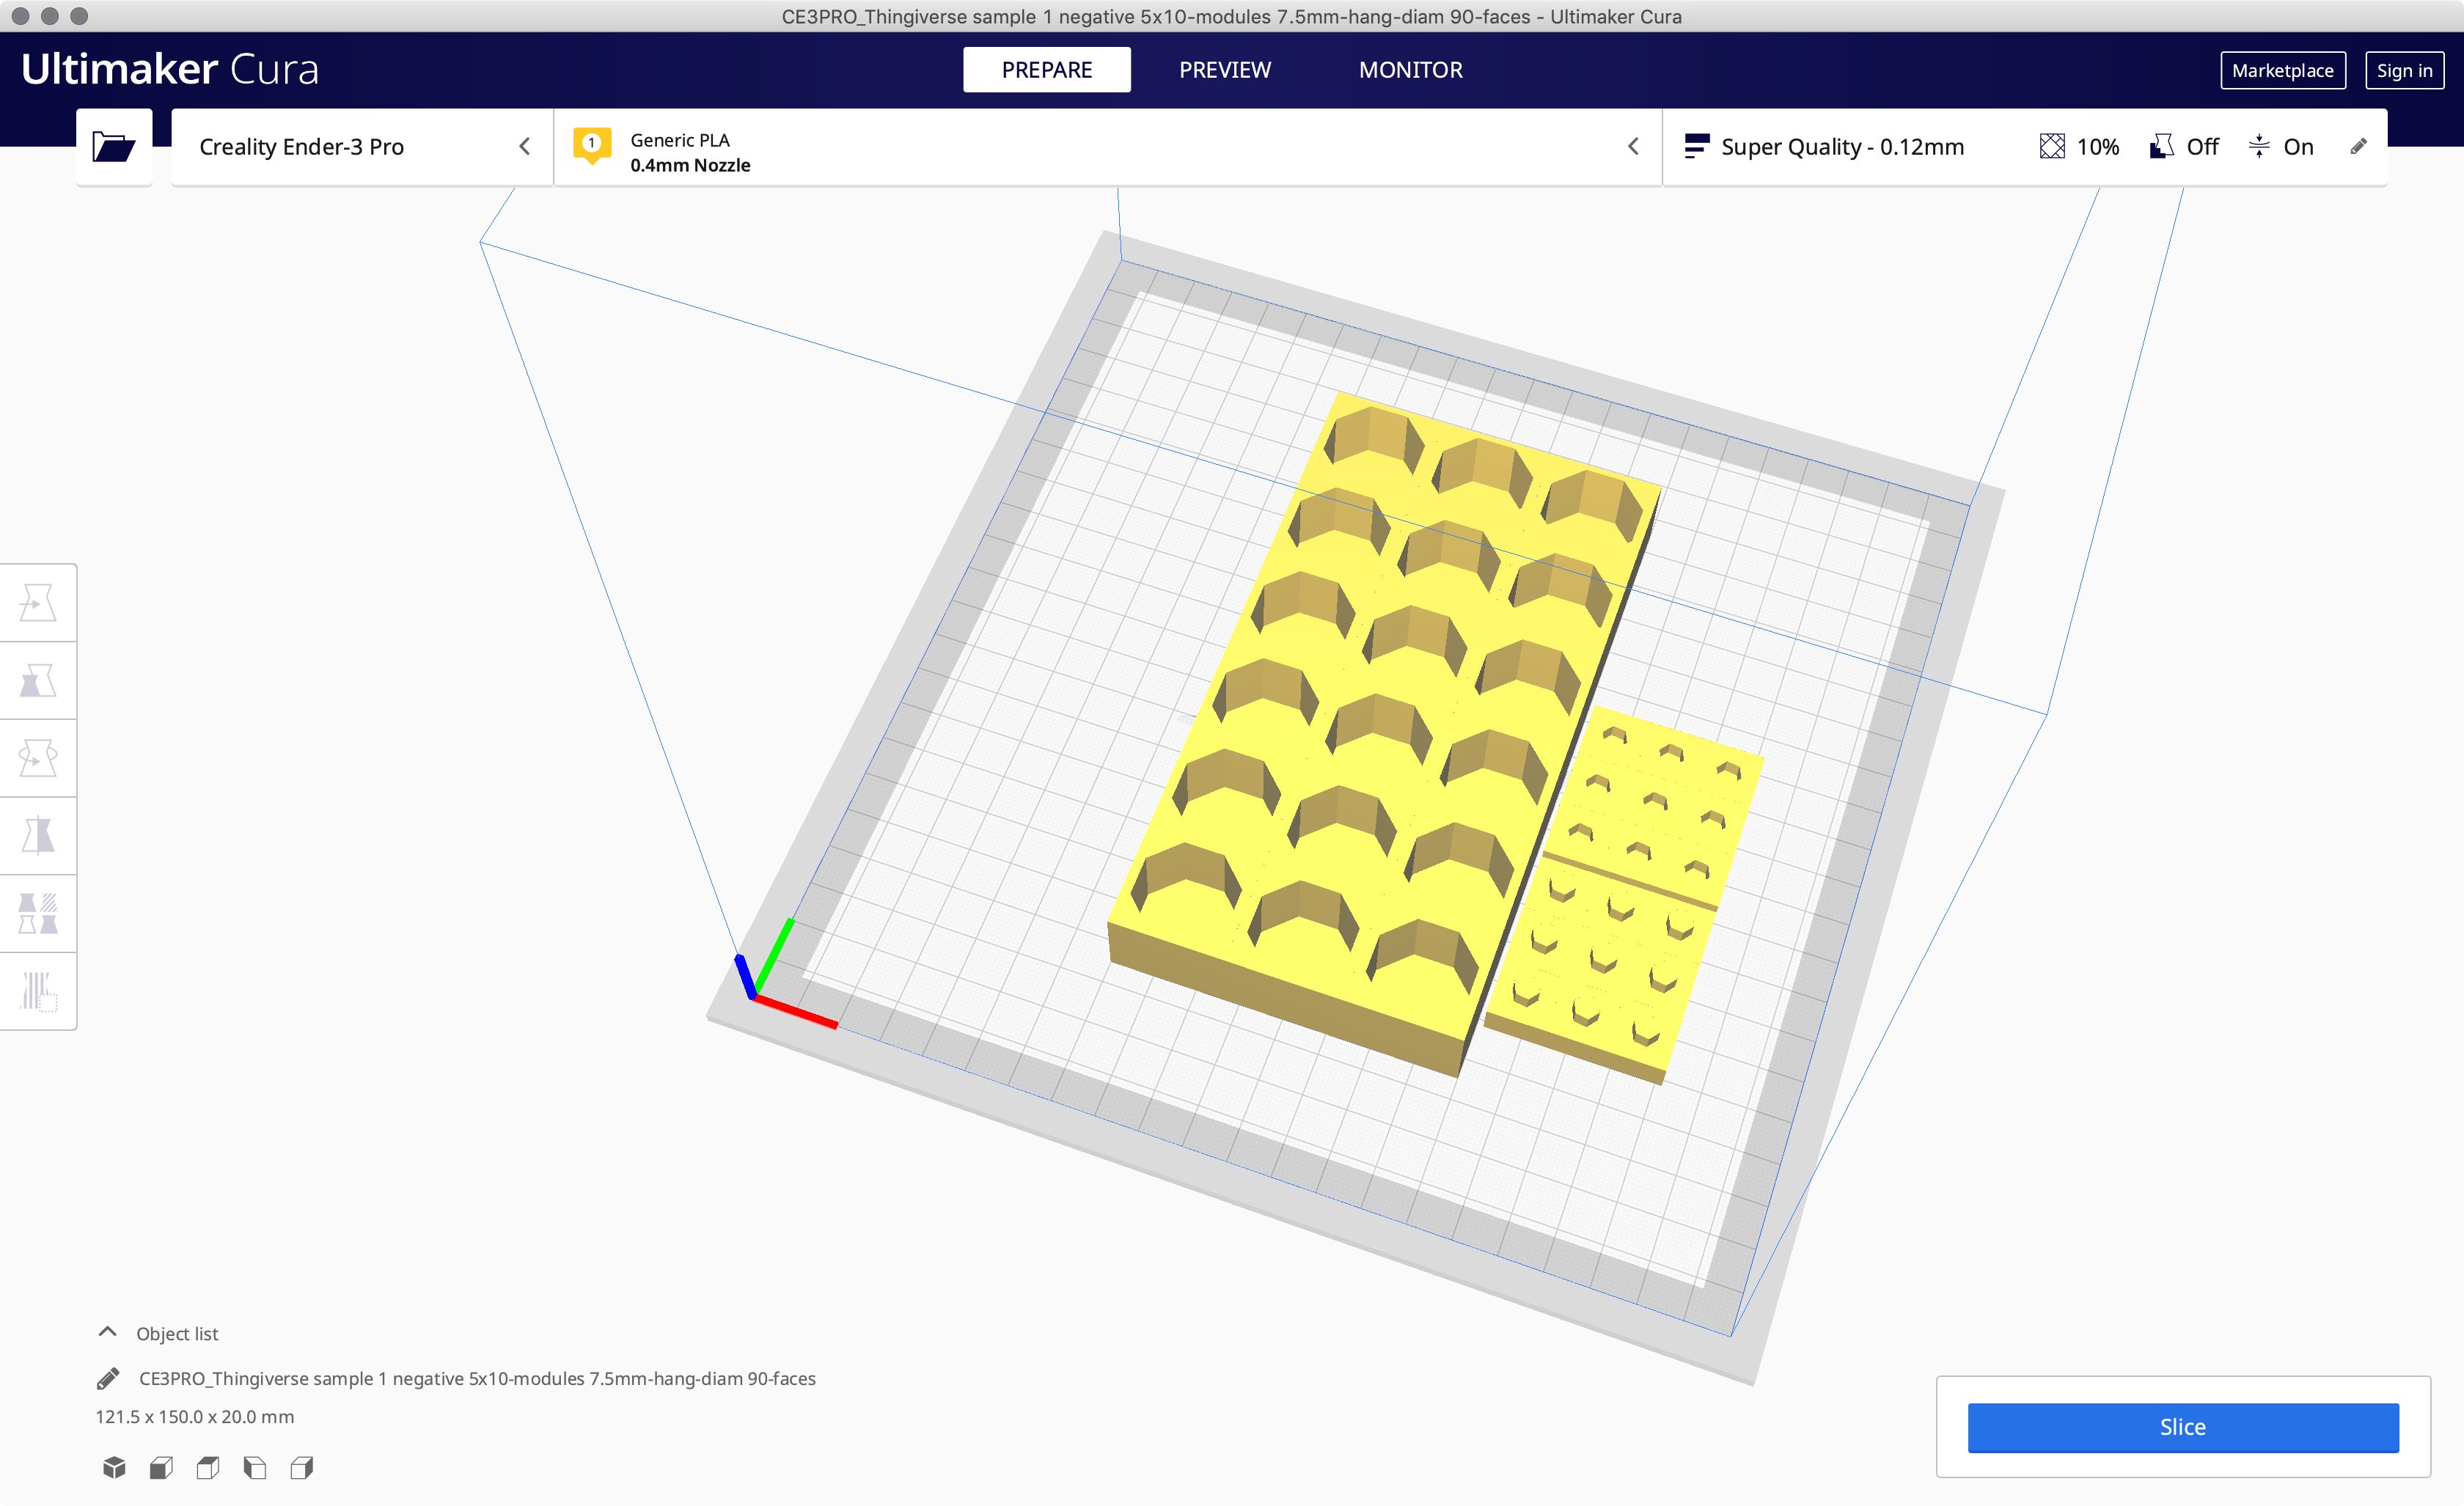 CE3PRO_Thingiverse sample 1 negative 5x10-modules 7.5mm-hang-diam 90-faces - Ultimaker Cura
Ultimaker Cura
PREPARE
PREVIEW
MONITOR
Marketplace
Sign in
Creality Ender-3 Pro
1
Generic PLA
0.4mm Nozzle
Super Quality - 0.12mm
10%
Off
On
Object list
CE3PRO_Thingiverse sample 1 negative 5x10-modules 7.5mm-hang-diam 90-faces
121.5 x 150.0 x 20.0 mm
Slice